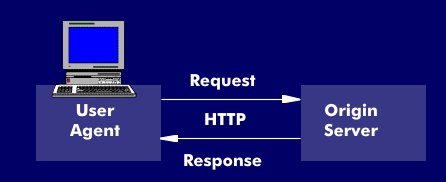 Request
User
Agent
HTTP
Origin
Server
Response